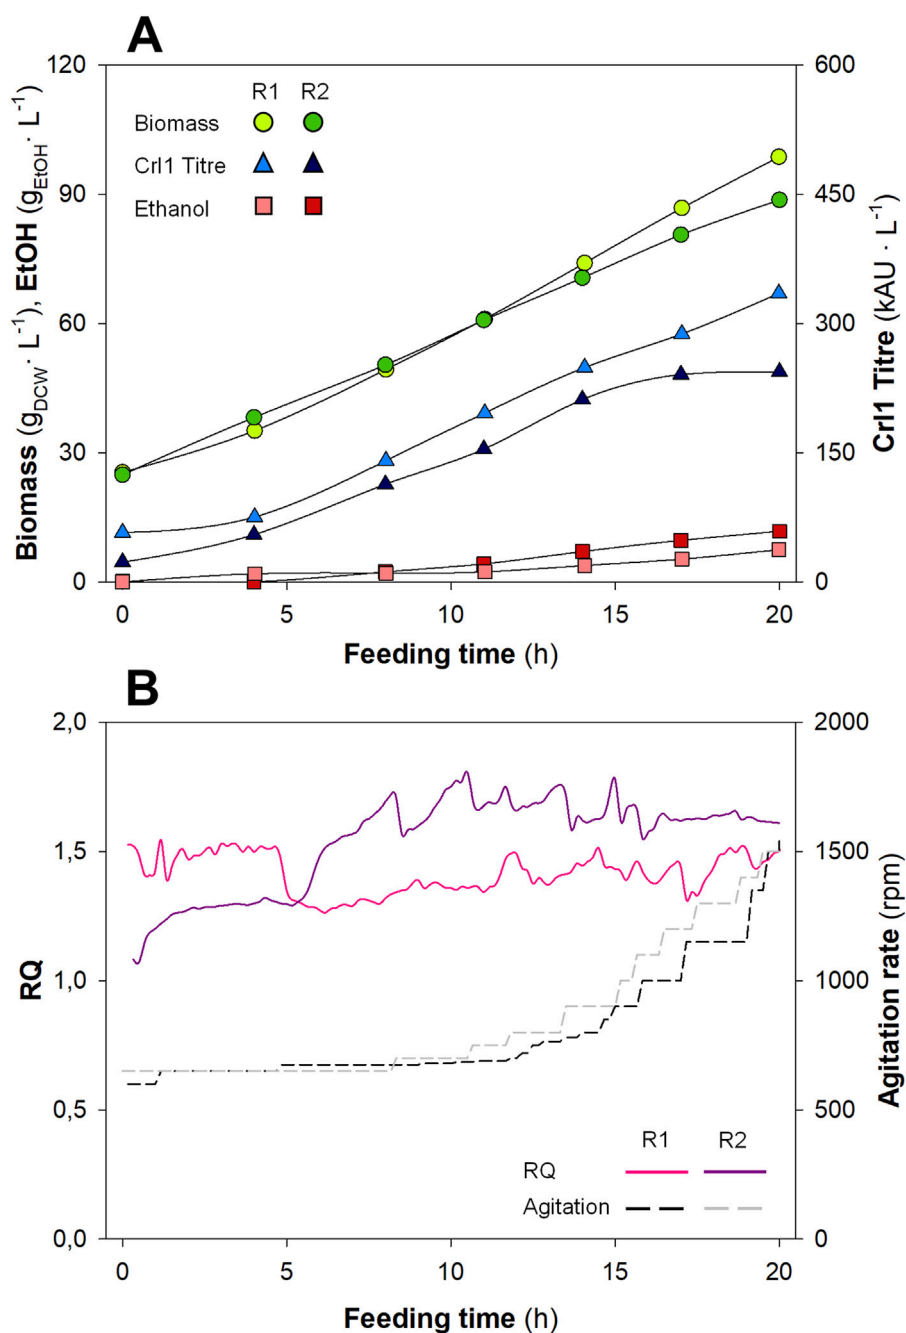 A
120
90
60
30
0
Biomass (gDCW· L-1), EtOH (gEtOH· L-1)
R1 R2
Biomass
Crl1 Titre
Ethanol
600
450
300
150
0
Crl1 Titre (kAU · L-1)
0 5 10 15 20
Feeding time (h)
B
2,0
1,5
1,0
0,5
0,0
RQ
2000
1500
1000
500
0
Agitation rate (rpm)
R1 R2
RQ
Agitation
0 5 10 15 20
Feeding time (h)